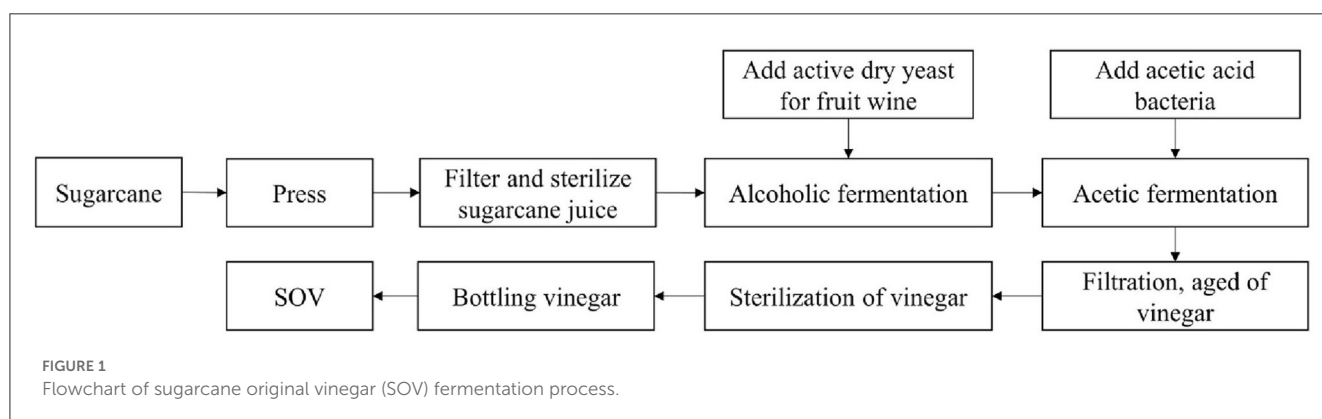 Add active dry yeast
for fruit wine
Add acetic acid
bacteria
Sugarcane
Press
Filter and sterilize
sugarcane juice
Alcoholic fermentation
Acetic fermentation
Filtration, aged of
vinegar
Sterilization of vinegar
Bottling vinegar
SOV
FIGURE 1
Flowchart of sugarcane original vinegar (SOV) fermentation process.